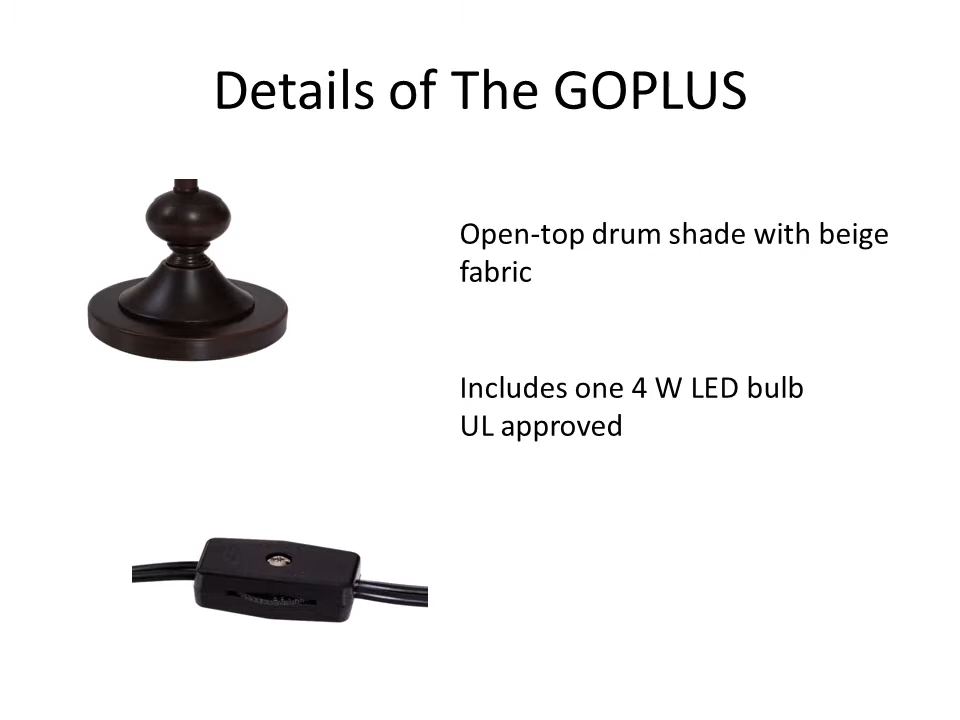 Details of The GOPLUS
Open-top drum shade with beige
fabric
Includes one 4 W LED bulb
UL approved